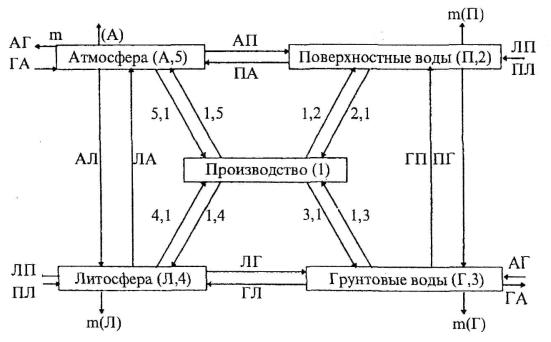 m (А) m(П)
АГ АП ЛП
ГА Атмосфера (А,5) ПА Поверхностные воды (П,2) ПЛ
5,1 1,5 1,2 2,1
АЛ ЛА Производство (1) ГП ПГ
4,1 1,4 3,1 1,3
ЛП ЛГ АГ
ПЛ Литосфера (Л,4) ГЛ Грунтовые воды (Г,3) ГА
m(Л) m(Г)